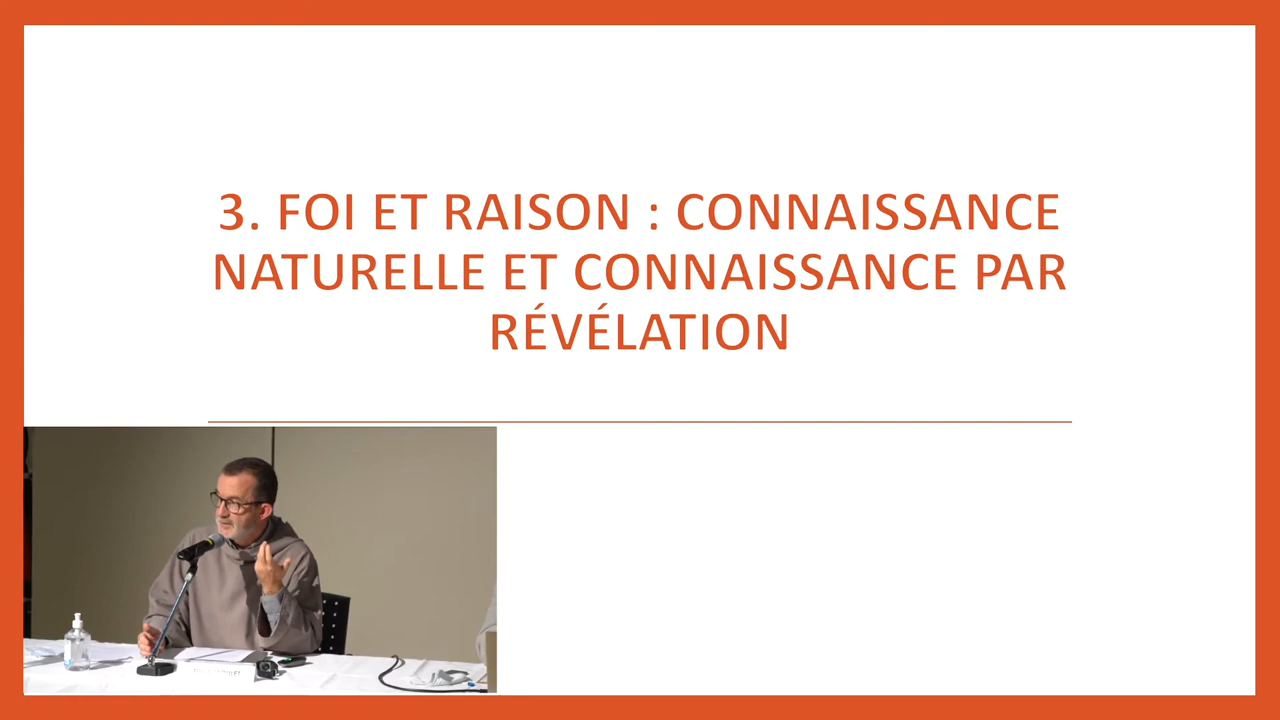 3. FOI ET RAISON : CONNAISSANCE
NATURELLE ET CONNAISSANCE PAR
RÉVÉLATION